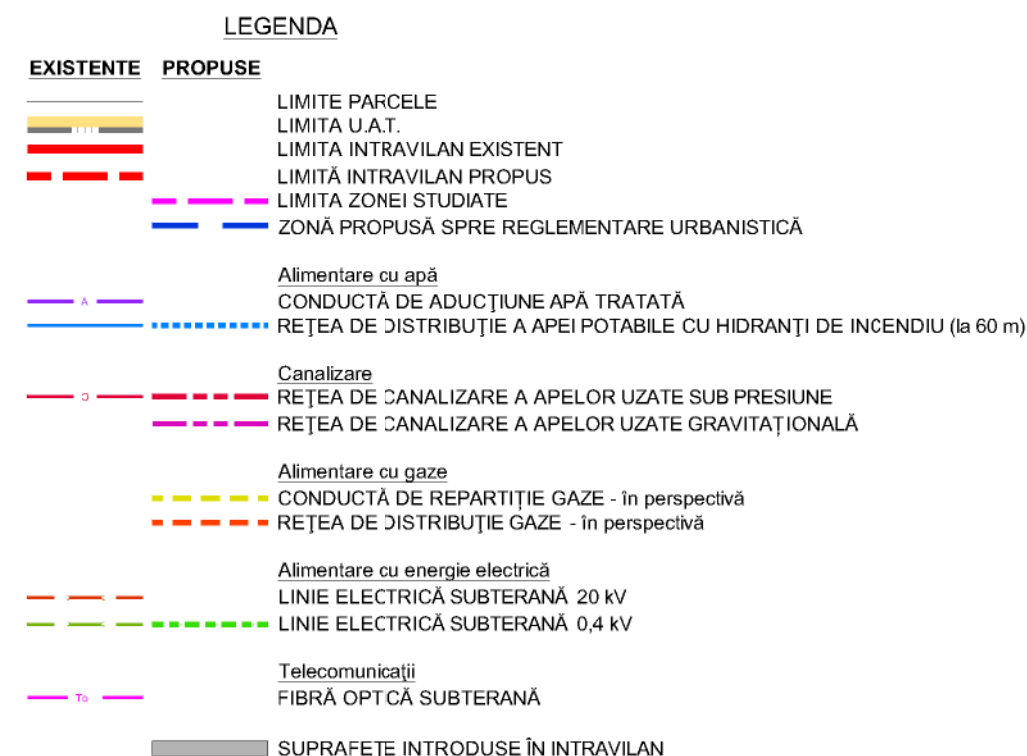 LEGENDA
EXISTENTE PROPUSE
LIMITE PARCELE
LIMITA U.A.T.
LIMITA INTRAVILAN EXISTENT
LIMITĂ INTRAVILAN PROPUS
LIMITA ZONEI STUDIATE
ZONĂ PROPUSĂ SPRE REGLEMENTARE URBANISTICĂ
Alimentare cu apă
A CONDUCTĂ DE ADUCŢIUNE APĂ TRATATĂ
REŢEA DE DISTRIBUŢIE A APEI POTABILE CU HIDRANŢI DE INCENDIU (la 60 m)
Canalizare
REŢEA DE CANALIZARE A APELOR UZATE SUB PRESIUNE
REŢEA DE CANALIZARE A APELOR UZATE GRAVITAȚIONALĂ
Alimentare cu gaze
CONDUCTĂ DE REPARTIȚIE GAZE - în perspectivă
REŢEA DE DISTRIBUŢIE GAZE - în perspectivă
Alimentare cu energie electrică
LINIE ELECTRICĂ SUBTERANĂ 20 kV
LINIE ELECTRICĂ SUBTERANĂ 0,4 kV
Telecomunicaţii
FIBRĂ OPTICĂ SUBTERANĂ
SUPRAFEȚE INTRODUSE ÎN INTRAVILAN